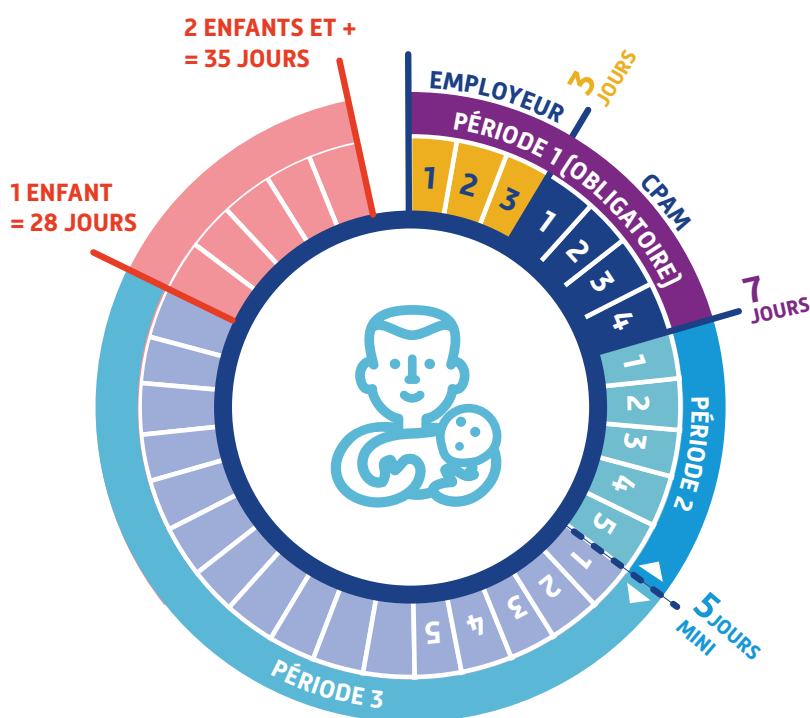 2 ENFANTS ET +
= 35 JOURS
1 ENFANT
= 28 JOURS
EMPLOYEUR
3
JOURS
PÉRIODE 1 (OBLIGATOIRE)
CPAM
1
2
3
1
2
3
4
7
JOURS
PÉRIODE 2
1
2
3
4
5
5 JOURS
MINI
1
2
3
4
5
PÉRIODE 3